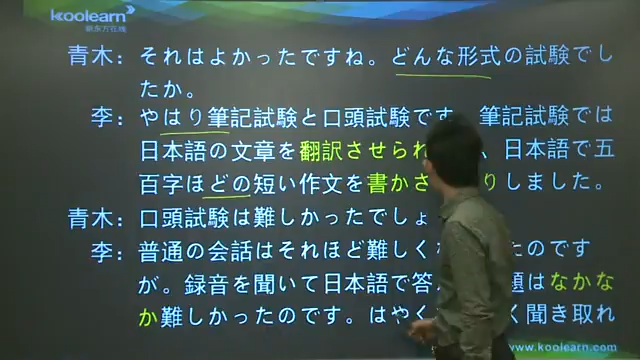 koolearn
新东方在线
青木：それはよかったですね。どんな形式の試験でし
たか。
李：やはり筆記試験と口頭試験です 筆記試験では
日本語の文章を翻訳させられ 、日本語で五
百字ほどの短い作文を書かさ りしました。
青木：口頭試験は難しかったでしょ
李：普通の会話はそれほど難しく たのです
が。録音を聞いて日本語で答 題はなかな
か難しかったのです。はやく く聞き取れ
www.koolearn.com